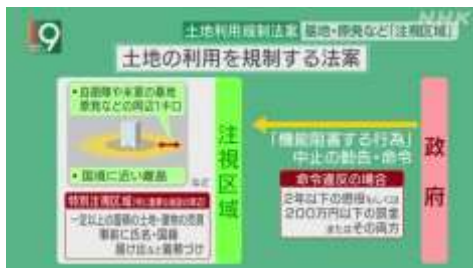 NHK
9
土地利用規制法案 基地・原発など「注視区域」
土地の利用を規制する法案
・自衛隊や米軍の基地
原発などの周辺1キロ
・国境に近い離島
など
注視区域
特別注視区域
一定以上の面積の土地・建物の売買
事前に氏名・国籍
届け出を義務づけ
「機能阻害する行為」
中止の勧告・命令
命令違反の場合
2年以下の懲役もしくは
200万円以下の罰金
またはその両方
政府